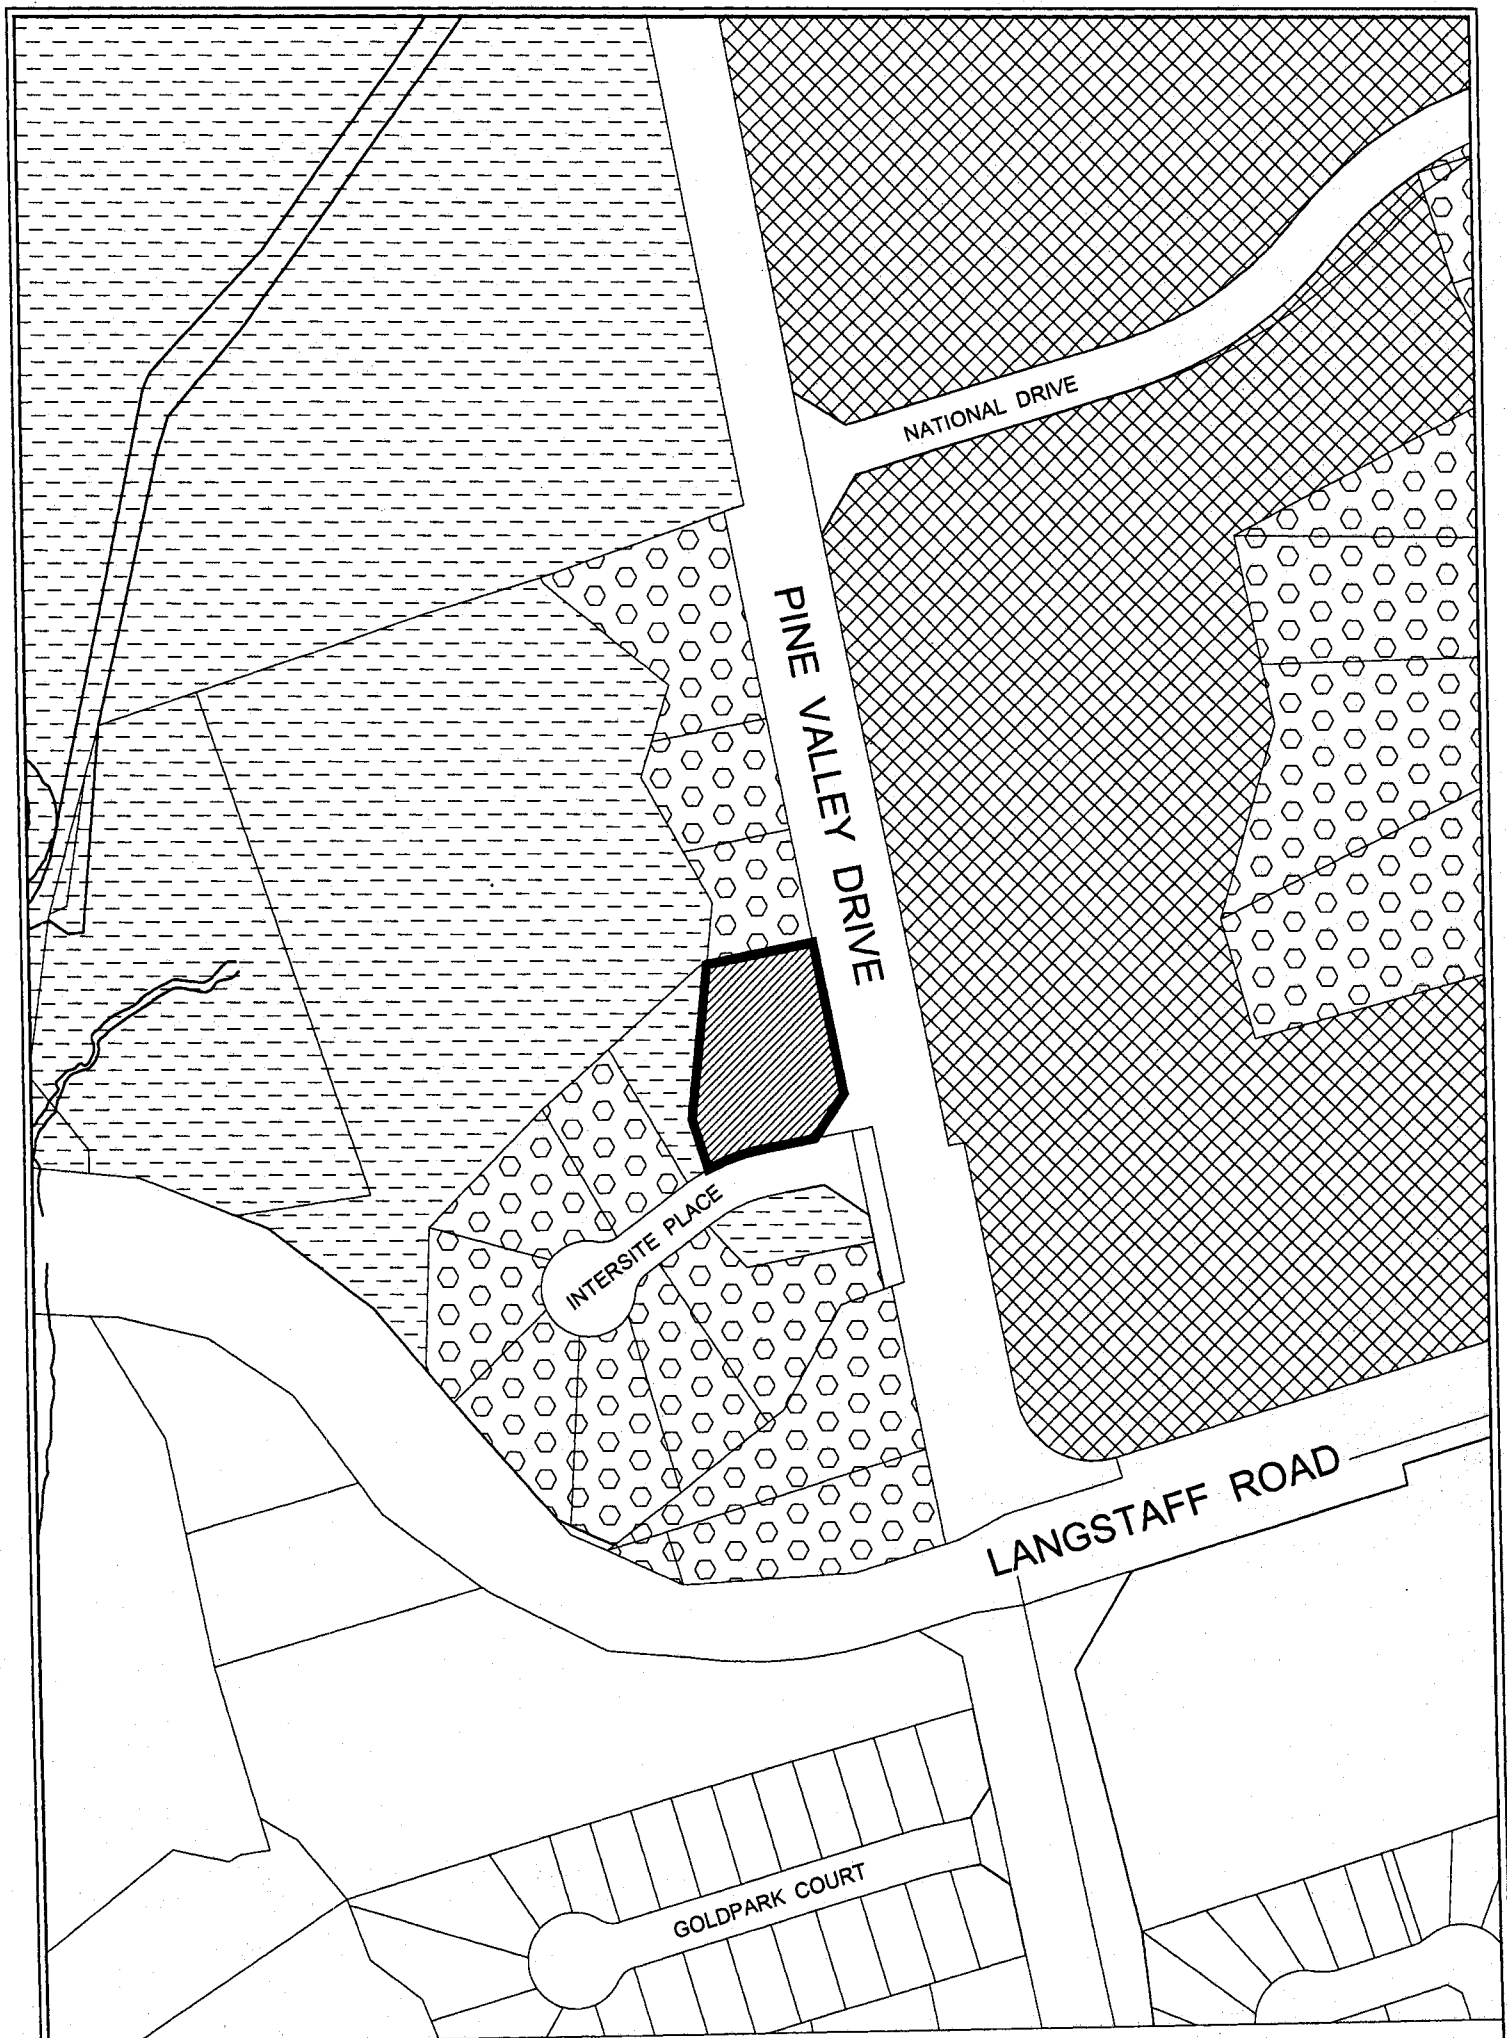 NATIONAL DRIVE
PINE VALLEY DRIVE
INTERSITE PLACE
LANGSTAFF ROAD
GOLDPARK COURT